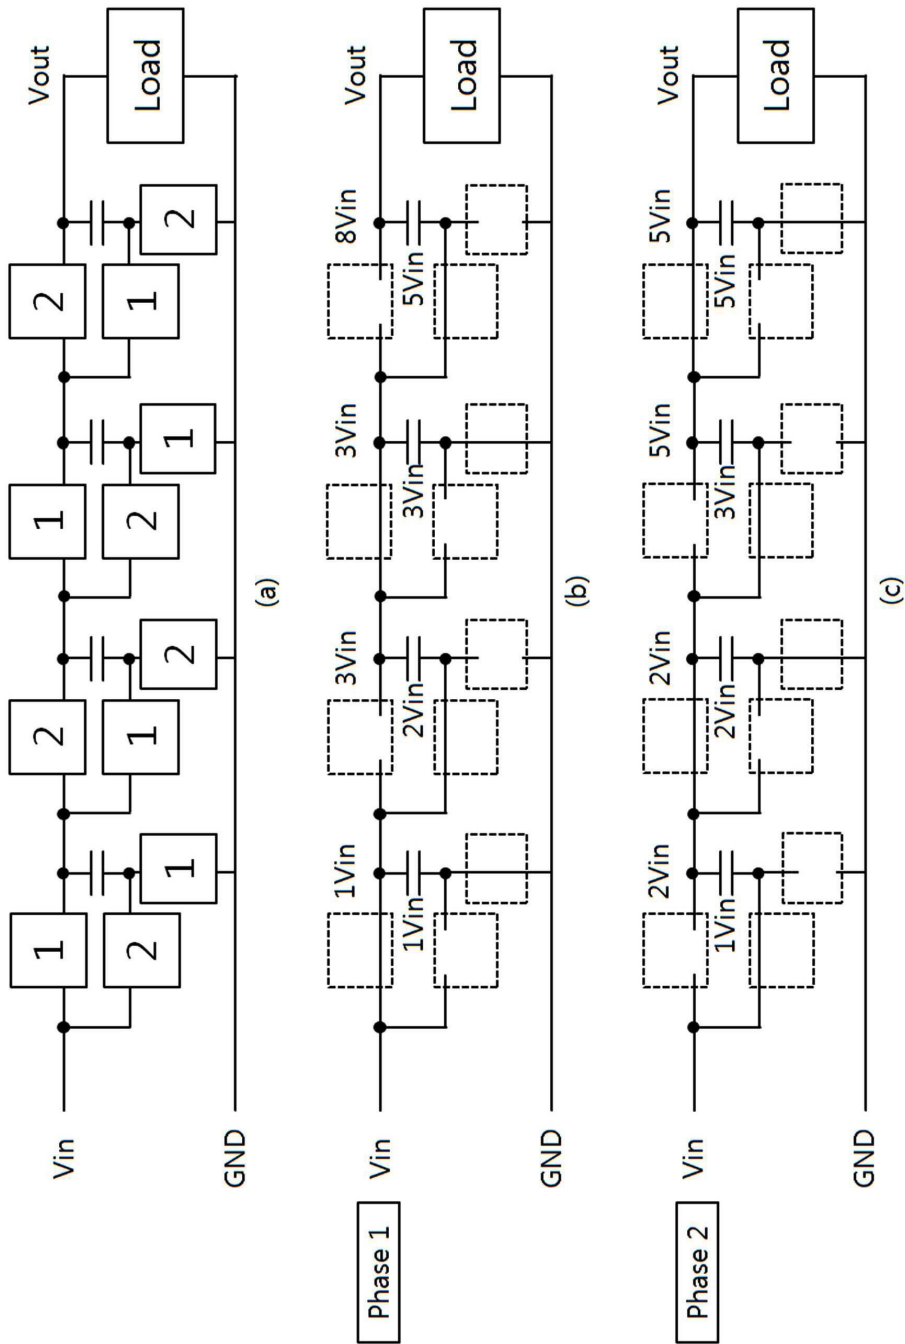 1 2 1 2 Vout
Vin
2 1 2 1 Load
1 2 1 2
GND
(a)
Phase 1
1Vin 3Vin 3Vin 8Vin Vout
Vin
1Vin 2Vin 3Vin 5Vin
Load
GND
(b)
Phase 2
2Vin 2Vin 5Vin 5Vin Vout
Vin
1Vin 2Vin 3Vin 5Vin
Load
GND
(c)